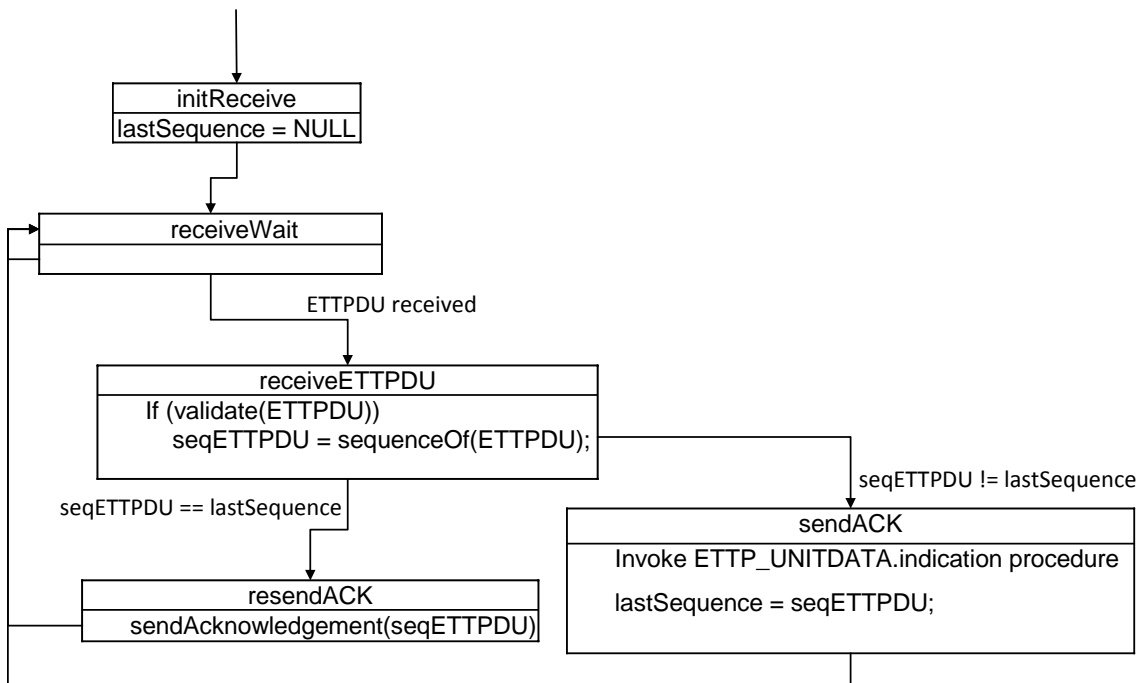 initReceive
lastSequence = NULL
receiveWait
ETTPDU received
receiveETTPDU
If (validate(ETTPDU))
seqETTPDU = sequenceOf(ETTPDU);
seqETTPDU == lastSequence
seqETTPDU != lastSequence
sendACK
Invoke ETTP_UNITDATA.indication procedure
lastSequence = seqETTPDU;
resendACK
sendAcknowledgement(seqETTPDU)